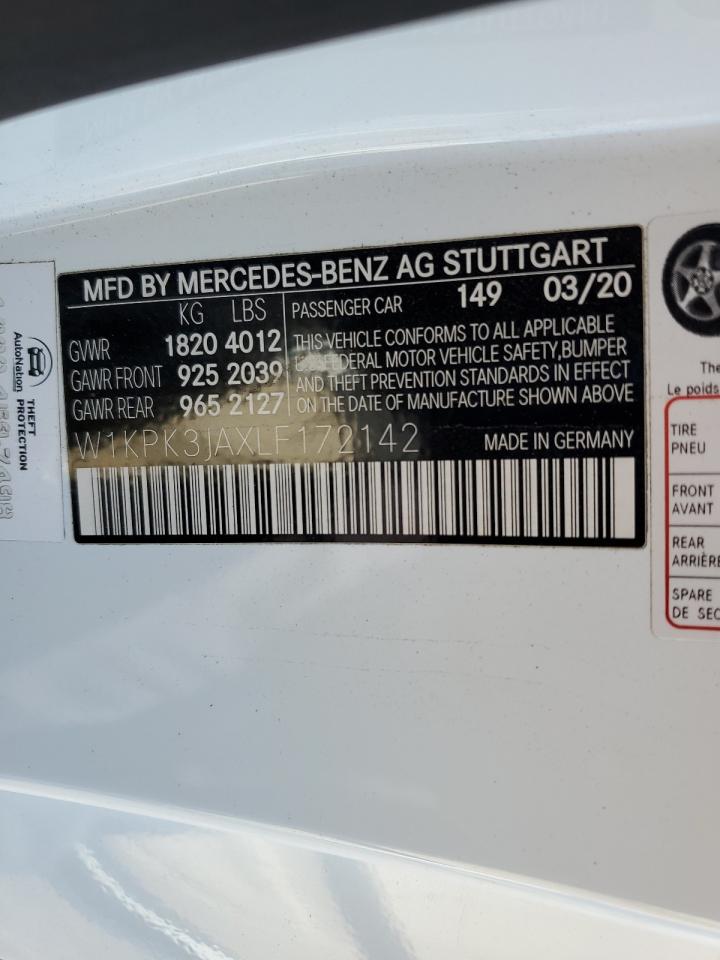 MFD BY MERCEDES-BENZ AG STUTTGART
KG LBS
PASSENGER CAR 149 03/20
GVWR 1820 4012
GAWR FRONT 925 2039
GAWR REAR 965 2127
THIS VEHICLE CONFORMS TO ALL APPLICABLE
U.S. FEDERAL MOTOR VEHICLE SAFETY, BUMPER
AND THEFT PREVENTION STANDARDS IN EFFECT
ON THE DATE OF MANUFACTURE SHOWN ABOVE
W1KPK3JAXLF172142
MADE IN GERMANY
AutoNation
THEFT
PROTECTION
The
Le poids
TIRE
PNEU
FRONT
AVANT
REAR
ARRIÈRE
SPARE
DE SEC